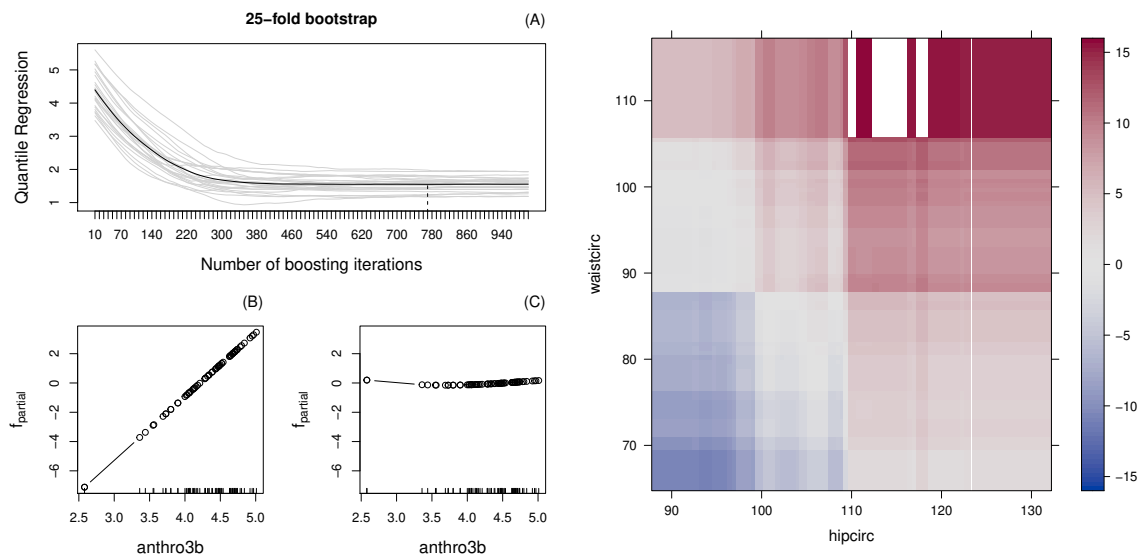 25−fold bootstrap
(A)
Quantile Regression
5
4
3
2
1
10 70 140 220 300 380 460 540 620 700 780 860 940
Number of boosting iterations
(B)
f partial
2
0
−2
−4
−6
2.5 3.0 3.5 4.0 4.5 5.0
anthro3b
(C)
f partial
2
0
−2
−4
−6
2.5 3.0 3.5 4.0 4.5 5.0
anthro3b
waistcirc
110
100
90
80
70
90 100 110 120 130
hipcirc
15
10
5
0
−5
−10
−15